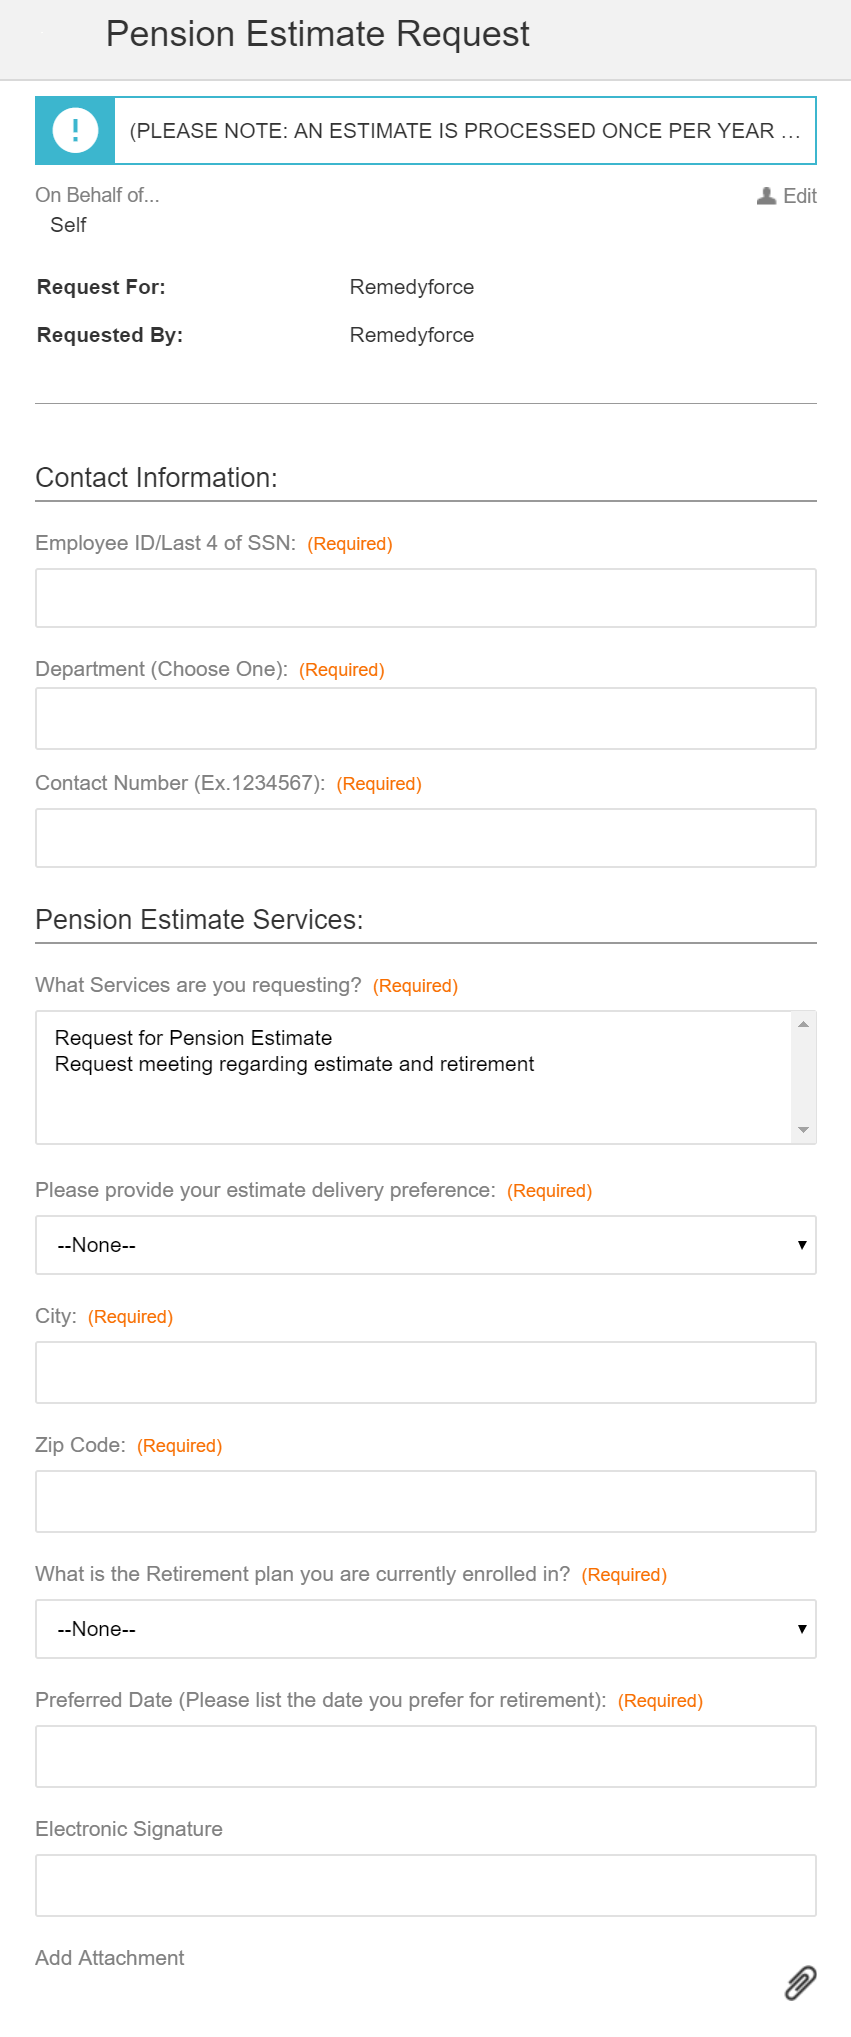 Pension Estimate Request
(PLEASE NOTE: AN ESTIMATE IS PROCESSED ONCE PER YEAR ...
On Behalf of...
Edit
Self
Request For: Remedyforce
Requested By: Remedyforce
Contact Information:
Employee ID/Last 4 of SSN: (Required)
Department (Choose One): (Required)
Contact Number (Ex.1234567): (Required)
Pension Estimate Services:
What Services are you requesting? (Required)
Request for Pension Estimate
Request meeting regarding estimate and retirement
Please provide your estimate delivery preference: (Required)
--None--
City: (Required)
Zip Code: (Required)
What is the Retirement plan you are currently enrolled in? (Required)
--None--
Preferred Date (Please list the date you prefer for retirement): (Required)
Electronic Signature
Add Attachment